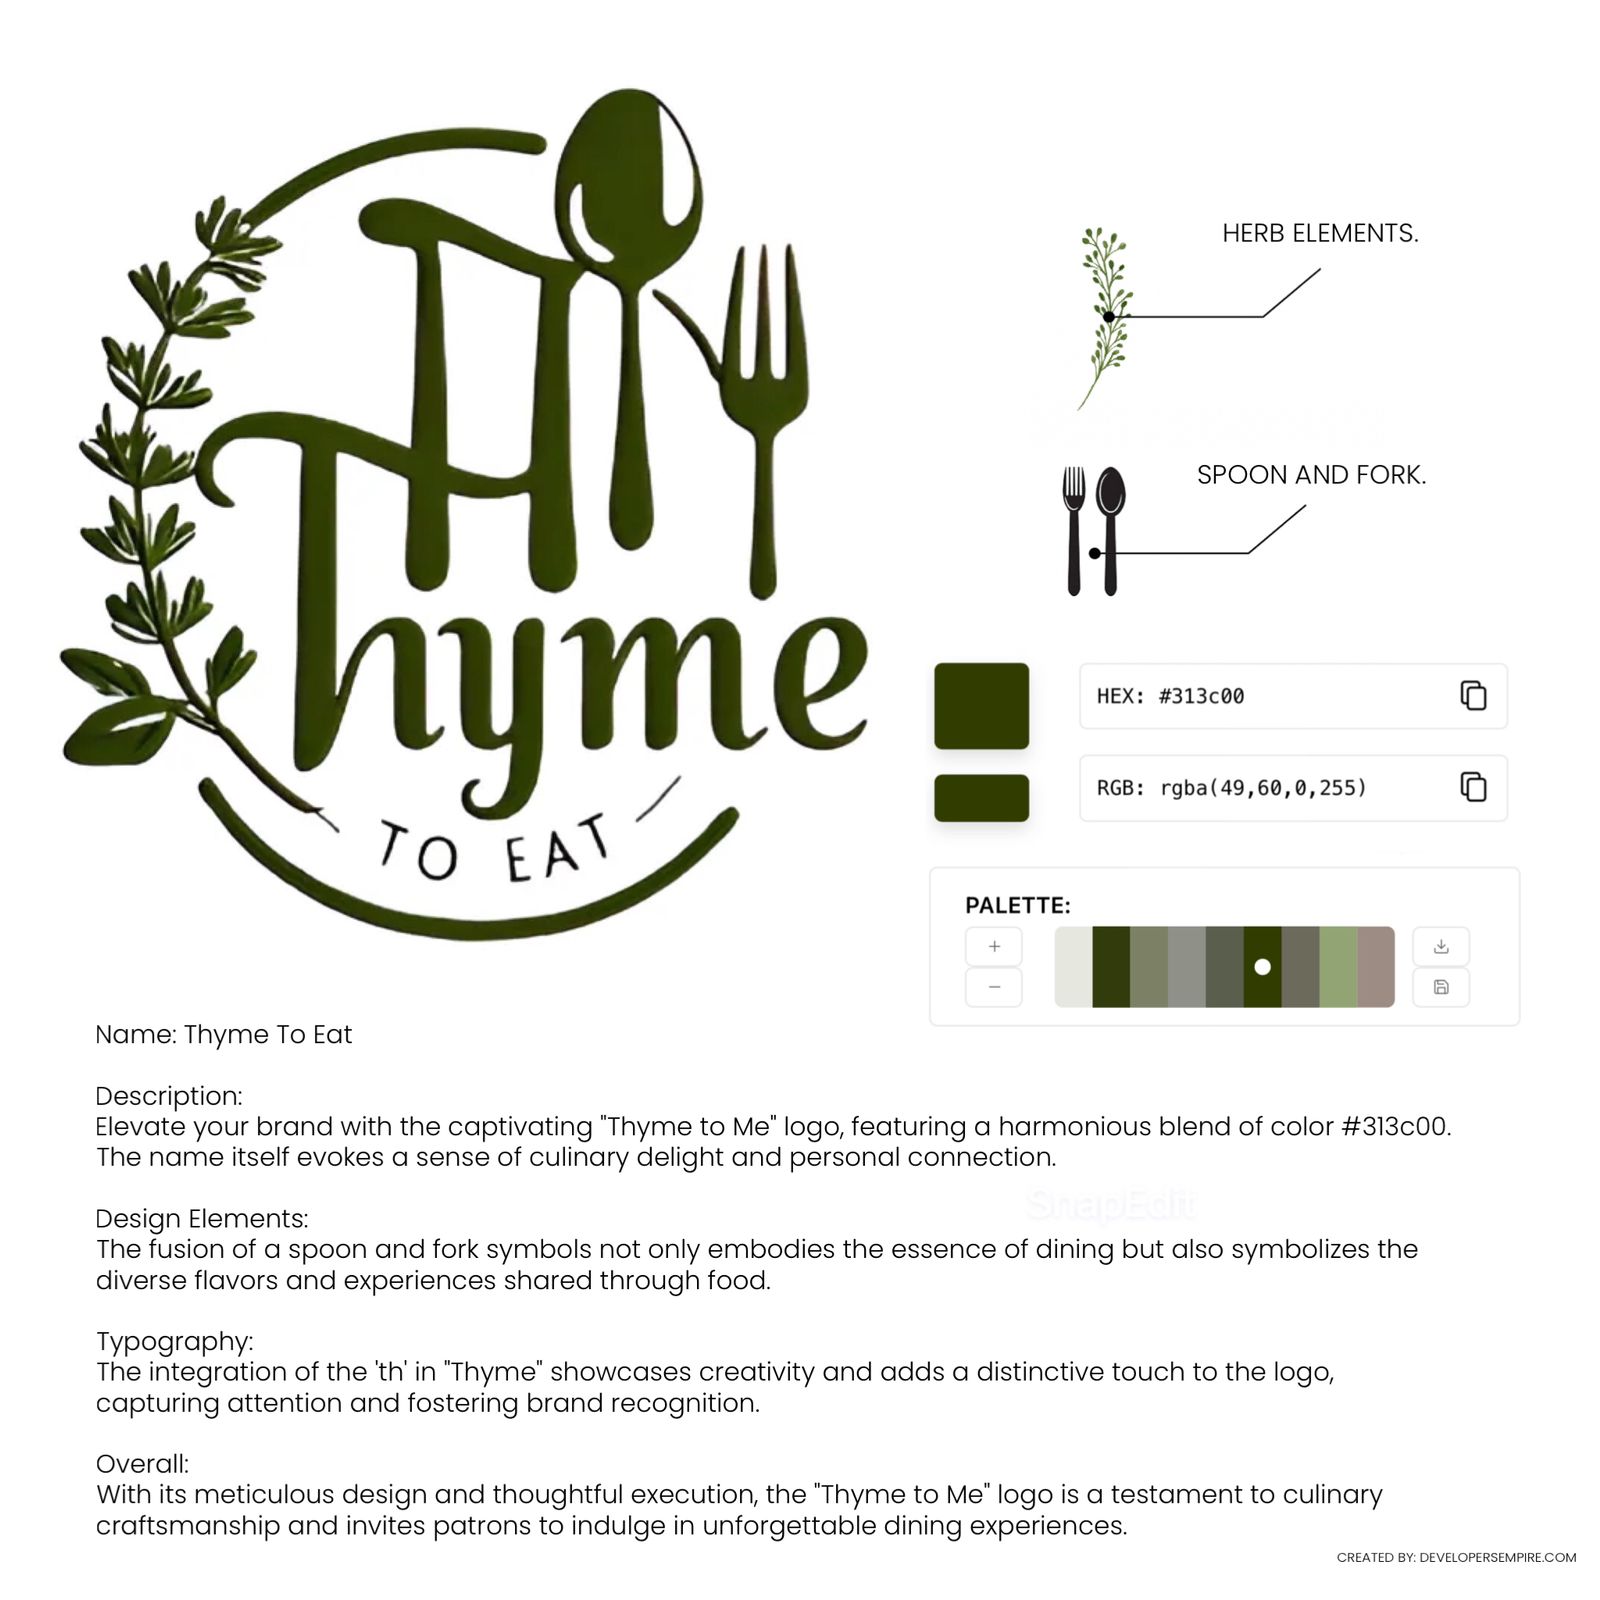 Thyme
TO EAT
HERB ELEMENTS.
SPOON AND FORK.
HEX: #313c00
RGB: rgba(49,60,0,255)
PALETTE:
+
−
Name: Thyme To Eat
Description:
Elevate your brand with the captivating "Thyme to Me" logo, featuring a harmonious blend of color #313c00.
The name itself evokes a sense of culinary delight and personal connection.
SnapEdit
Design Elements:
The fusion of a spoon and fork symbols not only embodies the essence of dining but also symbolizes the
diverse flavors and experiences shared through food.
Typography:
The integration of the 'th' in "Thyme" showcases creativity and adds a distinctive touch to the logo,
capturing attention and fostering brand recognition.
Overall:
With its meticulous design and thoughtful execution, the "Thyme to Me" logo is a testament to culinary
craftsmanship and invites patrons to indulge in unforgettable dining experiences.
CREATED BY: DEVELOPERSEMPIRE.COM